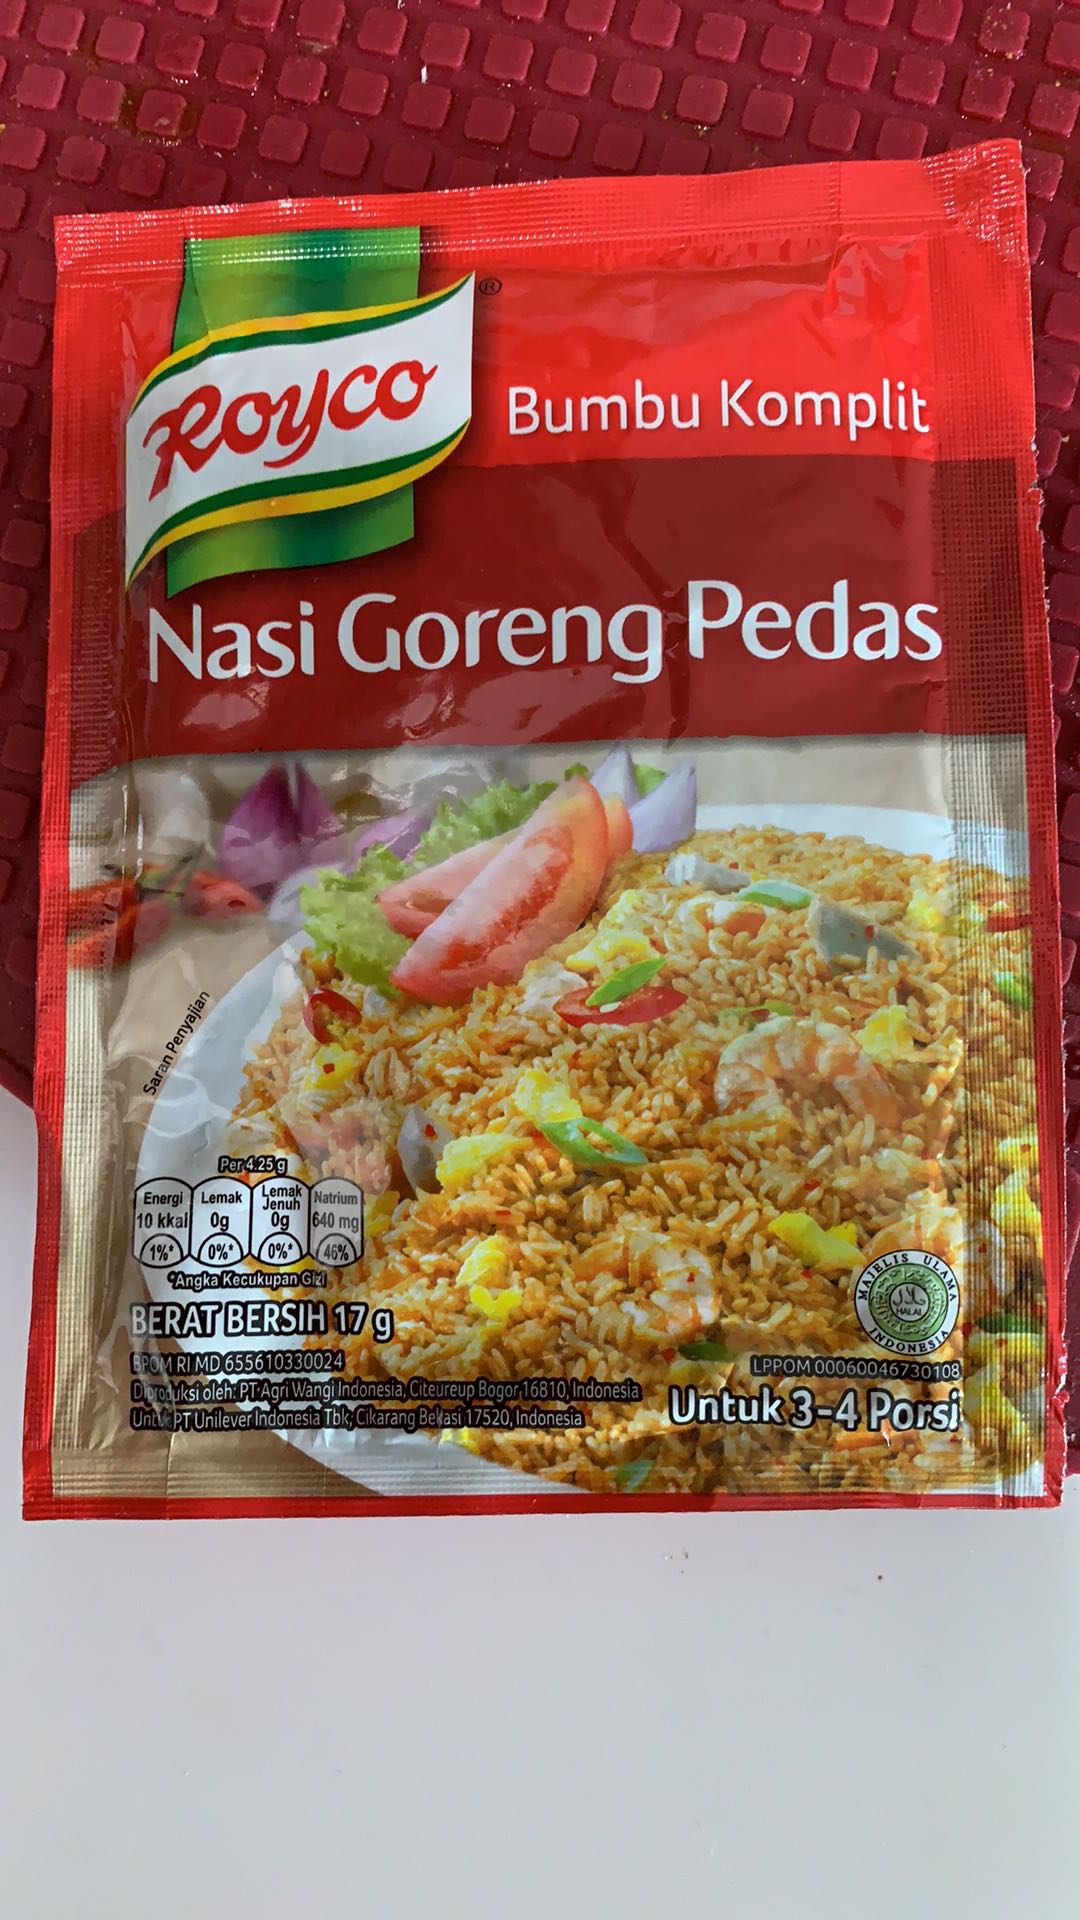 Royco
®
Bumbu Komplit
Nasi Goreng Pedas
Saran Penyajian
Per 4.25 g
Energi 10 kkal 1%*
Lemak 0g 0%*
Lemak Jenuh 0g 0%*
Natrium 640 mg 46%
*Angka Kecukupan Gizi
BERAT BERSIH 17 g
BPOM RI MD 655610330024
Diproduksi oleh: PT Agri Wangi Indonesia, Citeureup Bogor 16810, Indonesia
Untuk PT Unilever Indonesia Tbk, Cikarang Bekasi 17520, Indonesia
MAJELIS ULAMA INDONESIA
حلال
HALAL
LPPOM 00060046730108
Untuk 3-4 Porsi